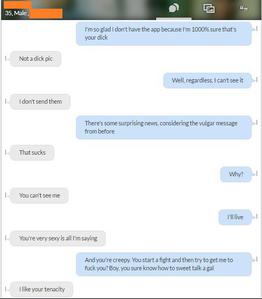 35, Male,
I'm so glad I don't have the app because I'm 1000% sure that's
your dick
Not a dick pic
Well, regardless, I can't see it
I don't send them
There's some surprising news, considering the vulgar message
from before
That sucks
Why?
You can't see me
I'll live
You're very sexy is all I'm saying
And you're creepy. You start a fight and then try to get me to
fuck you? Boy, you sure know how to sweet talk a gal
I like your tenacity